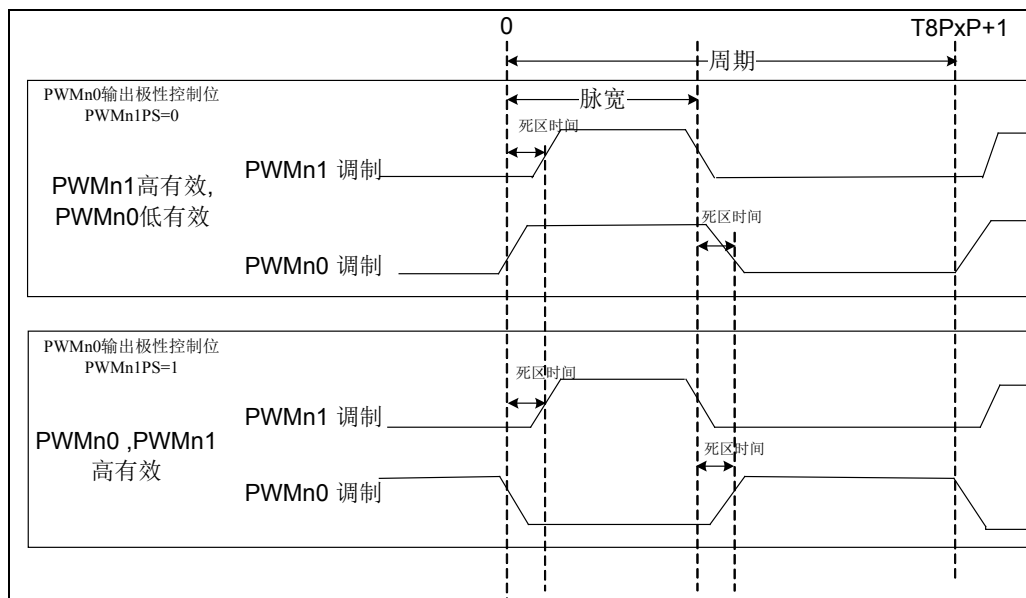 0
T8PxP+1
周期
脉宽
PWMn0输出极性控制位
PWMn1PS=0
死区时间
PWMn1 调制
PWMn1高有效,
PWMn0低有效
死区时间
PWMn0 调制
PWMn0输出极性控制位
PWMn1PS=1
死区时间
PWMn1 调制
PWMn0 ,PWMn1
高有效
死区时间
PWMn0 调制